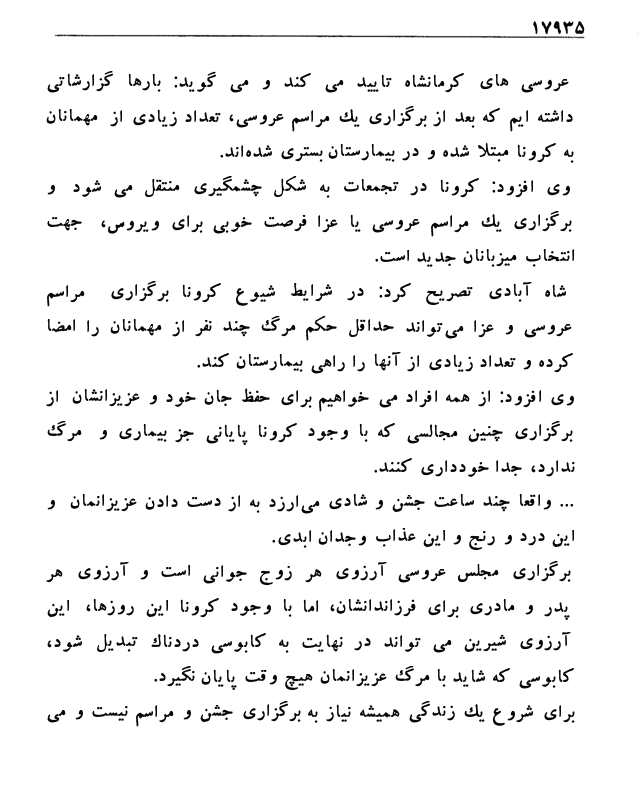 ۱۷۹۳۵
عروسی های کرمانشاه تایید می کند و می گوید: بارها گزارشاتی
داشته ایم که بعد از برگزاری یك مراسم عروسی، تعداد زیادی از مهمانان
به کرونا مبتلا شده و در بیمارستان بستری شده‌اند.
وی افزود: کرونا در تجمعات به شکل چشمگیری منتقل می شود و
برگزاری یك مراسم عروسی یا عزا فرصت خوبی برای ویروس، جهت
انتخاب میزبانان جدید است.
شاه آبادی تصریح کرد: در شرایط شیوع کرونا برگزاری مراسم
عروسی و عزا می‌تواند حداقل حکم مرگ چند نفر از مهمانان را امضا
کرده و تعداد زیادی از آنها را راهی بیمارستان کند.
وی افزود: از همه افراد می خواهیم برای حفظ جان خود و عزیزانشان از
برگزاری چنین مجالسی که با وجود کرونا پایانی جز بیماری و مرگ
ندارد، جدا خودداری کنند.
... واقعا چند ساعت جشن و شادی می‌ارزد به از دست دادن عزیزانمان و
این درد و رنج و این عذاب وجدان ابدی.
برگزاری مجلس عروسی آرزوی هر زوج جوانی است و آرزوی هر
پدر و مادری برای فرزاندانشان، اما با وجود کرونا این روزها، این
آرزوی شیرین می تواند در نهایت به کابوسی دردناك تبدیل شود،
کابوسی که شاید با مرگ عزیزانمان هیچ وقت پایان نگیرد.
برای شروع یك زندگی همیشه نیاز به برگزاری جشن و مراسم نیست و می